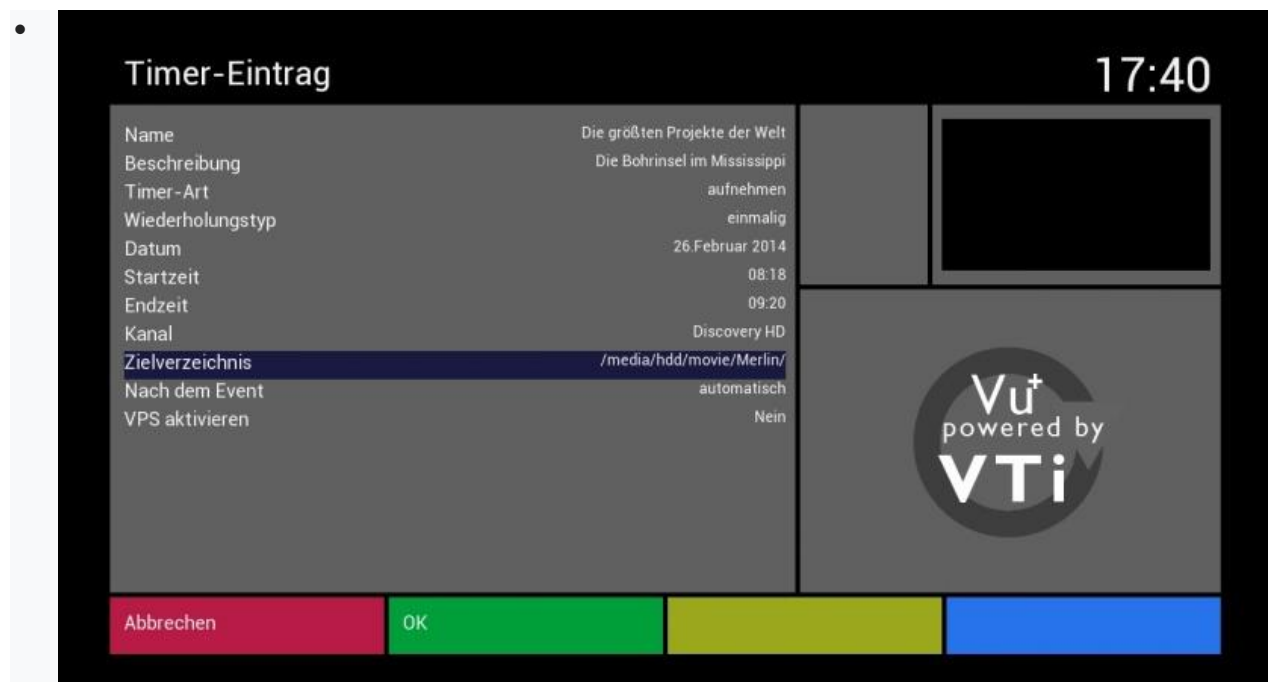 Timer-Eintrag 17:40
Name Die größten Projekte der Welt
Beschreibung Die Bohrinsel im Mississippi
Timer-Art aufnehmen
Wiederholungstyp einmalig
Datum 26.Februar 2014
Startzeit 08:18
Endzeit 09:20
Kanal Discovery HD
Zielverzeichnis /media/hdd/movie/Merlin/
Nach dem Event automatisch
VPS aktivieren Nein
Vu+
powered by
VTi
Abbrechen OK